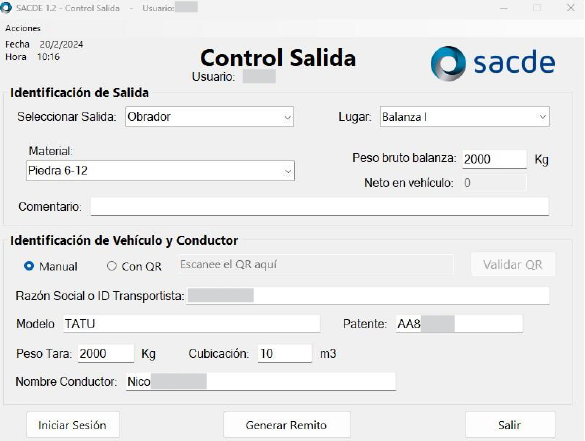 SACDE 1.2 - Control Salida - Usuario:
Acciones
Fecha 20/2/2024
Hora 10:16
Control Salida
Usuario:
sacde
Identificación de Salida
Seleccionar Salida: Obrador Lugar: Balanza I
Material:
Piedra 6-12
Peso bruto balanza: 2000 Kg
Neto en vehículo: 0
Comentario:
Identificación de Vehículo y Conductor
Manual Con QR Escanee el QR aquí Validar QR
Razón Social o ID Transportista:
Modelo TATU Patente: AA8
Peso Tara: 2000 Kg Cubicación: 10 m3
Nombre Conductor: Nico
Iniciar Sesión Generar Remito Salir